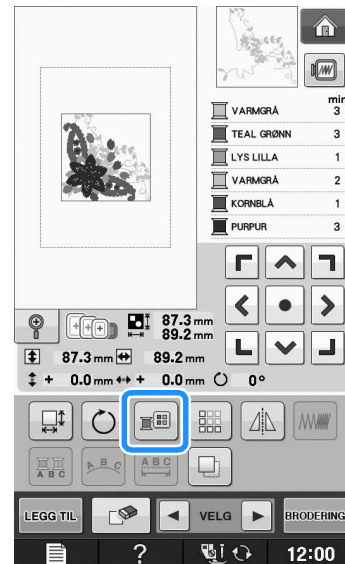 min
VARMGRÅ 3
TEAL GRØNN 3
LYS LILLA 1
VARMGRÅ 2
KORNBLÅ 1
PURPUR 3
87.3 mm
89.2 mm
87.3 mm 89.2 mm
+ 0.0 mm + 0.0 mm 0°
A B C A B C A B C
LEGG TIL VELG BRODERING
? 12:00